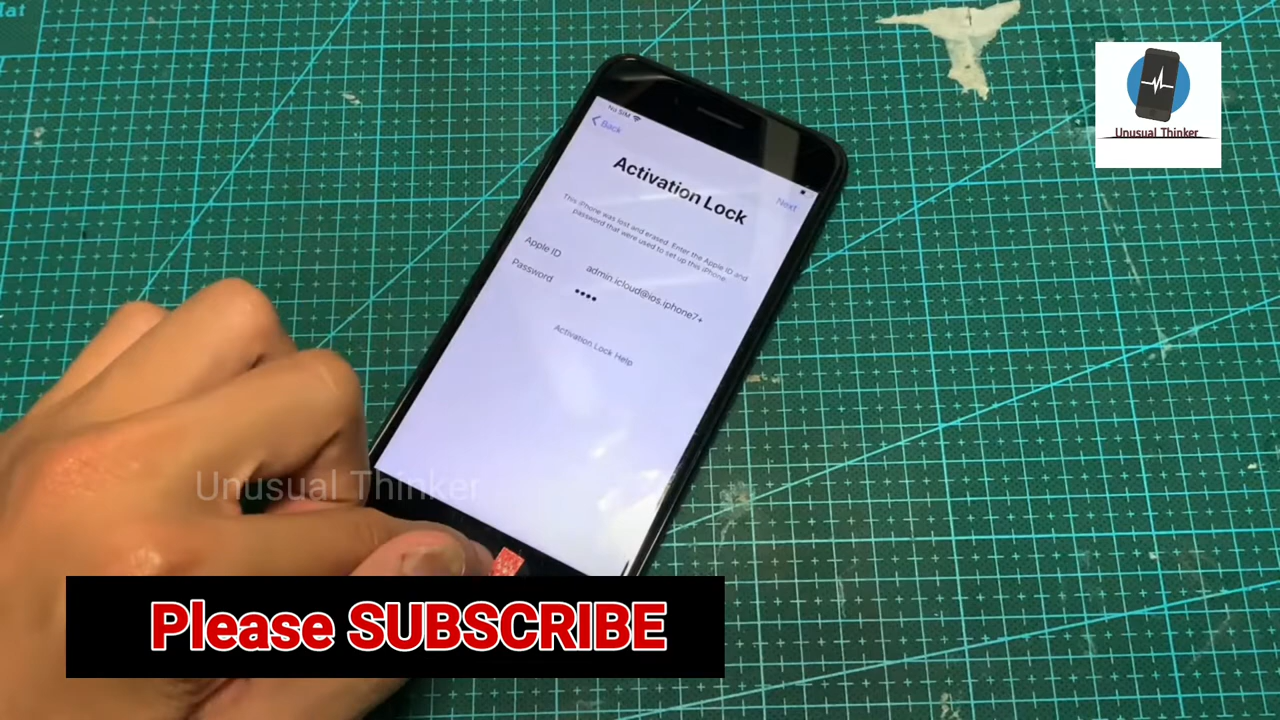 Mat
Unusual Thinker
No SIM
Back
Next
Activation Lock
This iPhone was lost and erased. Enter the Apple ID and
password that were used to set up this iPhone.
Apple ID
admin.icloud@ios.iphone7+
Password
••••
Activation Lock Help
Unusual Thinker
Please SUBSCRIBE